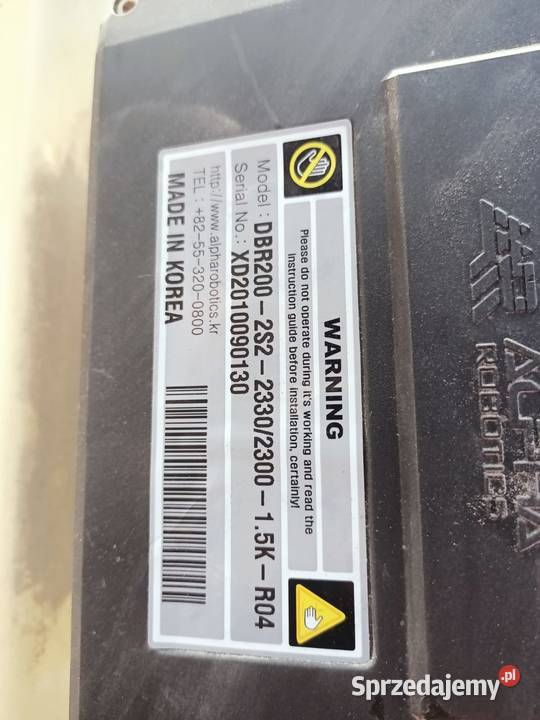 WARNING
Please do not operate during it's working and read the
instruction guide before installation, certainly!
Model : DBR200-2S2-2330/2300-1.5K-R04
Serial No.: XD2010090130
http://www.alpharobotics.kr
TEL : +82-55-320-0800
MADE IN KOREA
ALPHA
ROBOTICS
Sprzedajemy.pl